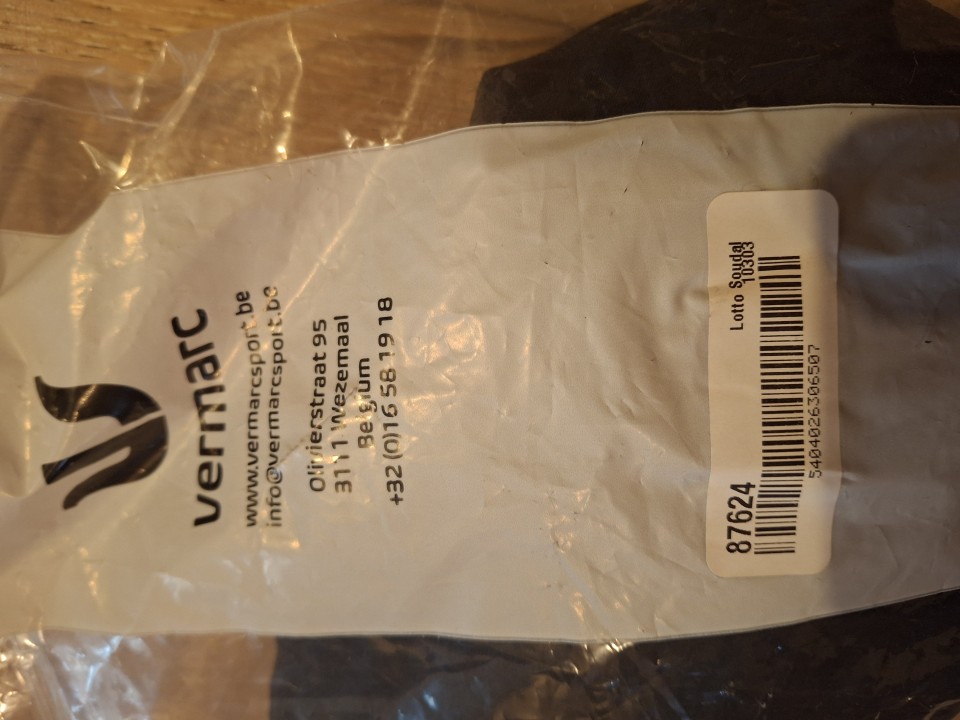 vermarc
www.vermarcsport.be
info@vermarcsport.be
Olivierstraat 95
3111 Wezemaal
Belgium
+32 (0)16 58 19 18
Lotto Soudal
10303
87624
5404026306507